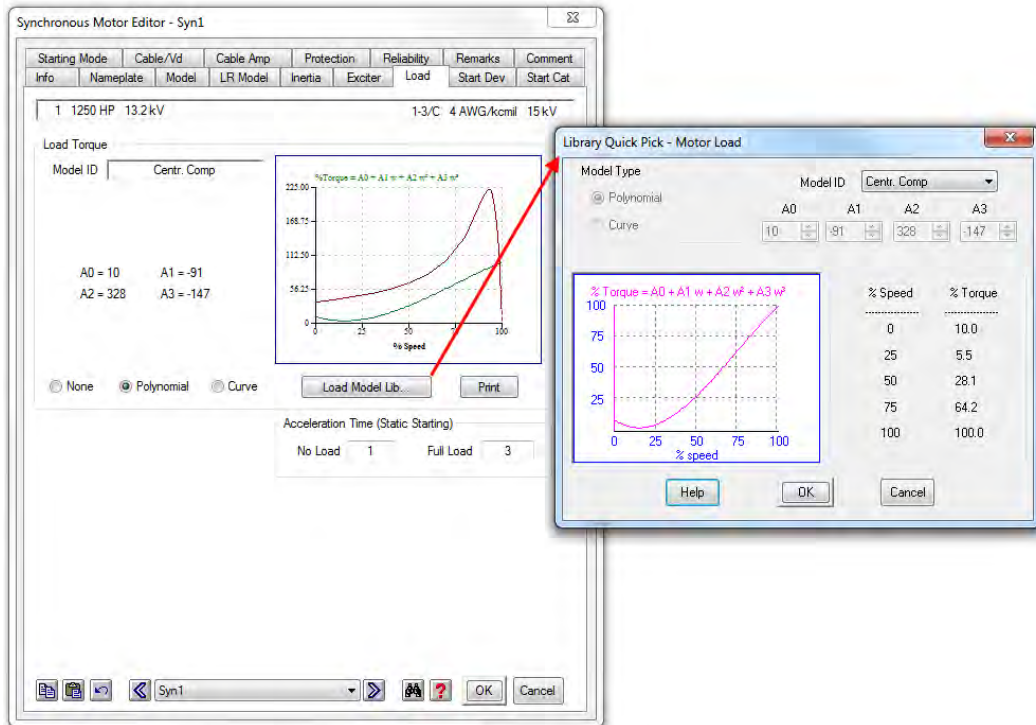 Synchronous Motor Editor - Syn1
Starting Mode Cable/Vd Cable Amp Protection Reliability Remarks Comment
Info Nameplate Model LR Model Inertia Exciter Load Start Dev Start Cat
1 1250 HP 13.2 kV 1-3/C 4 AWG/kcmil 15 kV
Load Torque
Model ID Centr. Comp
%Torque = A0 + A1 w + A2 w² + A3 w³
225.00
168.75
112.50
56.25
0
0 25 50 75 100
% Speed
A0 = 10 A1 = -91
A2 = 328 A3 = -147
None Polynomial Curve Load Model Lib... Print
Acceleration Time (Static Starting)
No Load 1 Full Load 3
Syn1 ? OK Cancel
Library Quick Pick - Motor Load
Model Type
Polynomial
Curve
Model ID Centr. Comp
A0 A1 A2 A3
10 -91 328 -147
% Torque = A0 + A1 w + A2 w² + A3 w³
100
75
50
25
0 25 50 75 100
% speed
% Speed % Torque
0 10.0
25 5.5
50 28.1
75 64.2
100 100.0
Help OK Cancel